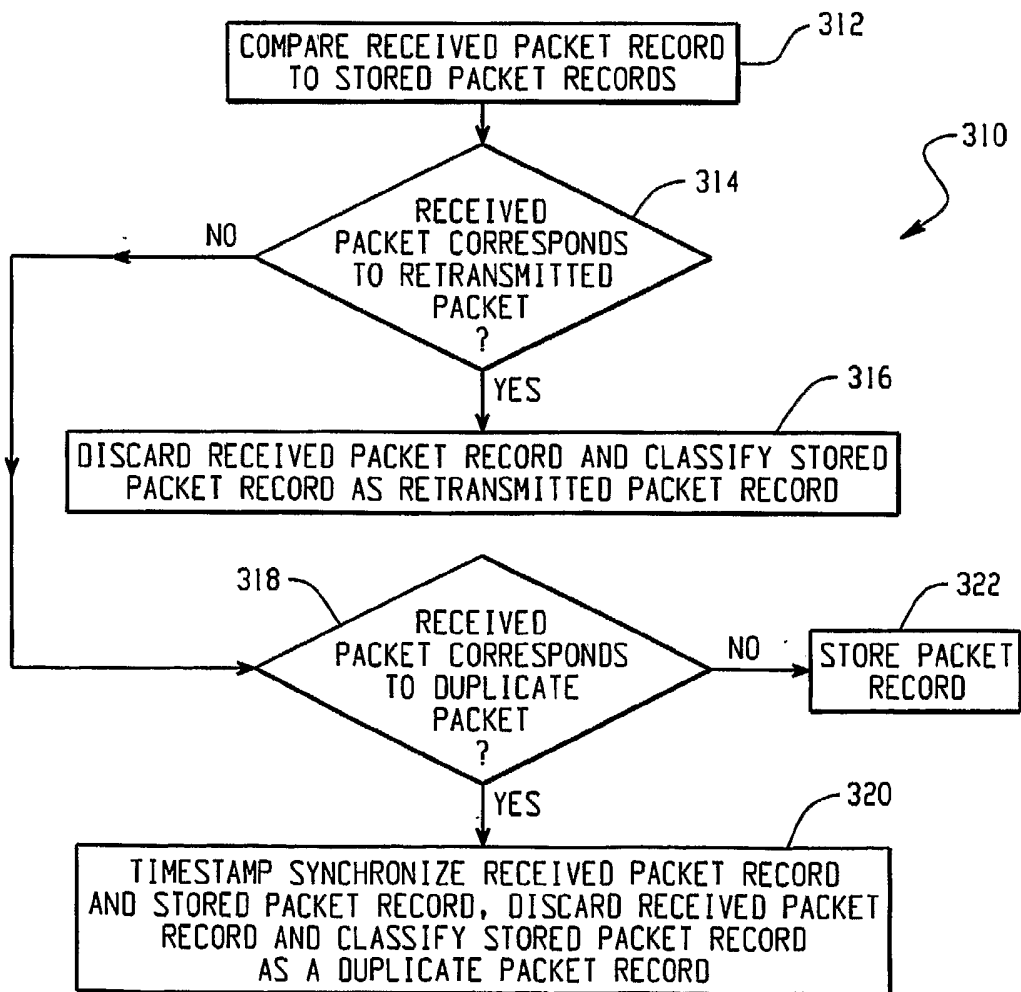 312
COMPARE RECEIVED PACKET RECORD
TO STORED PACKET RECORDS
310
314
RECEIVED
PACKET CORRESPONDS
TO RETRANSMITTED
PACKET
?
NO
YES
316
DISCARD RECEIVED PACKET RECORD AND CLASSIFY STORED
PACKET RECORD AS RETRANSMITTED PACKET RECORD
318
RECEIVED
PACKET CORRESPONDS
TO DUPLICATE
PACKET
?
NO
322
STORE PACKET
RECORD
YES
320
TIMESTAMP SYNCHRONIZE RECEIVED PACKET RECORD
AND STORED PACKET RECORD, DISCARD RECEIVED PACKET
RECORD AND CLASSIFY STORED PACKET RECORD
AS A DUPLICATE PACKET RECORD